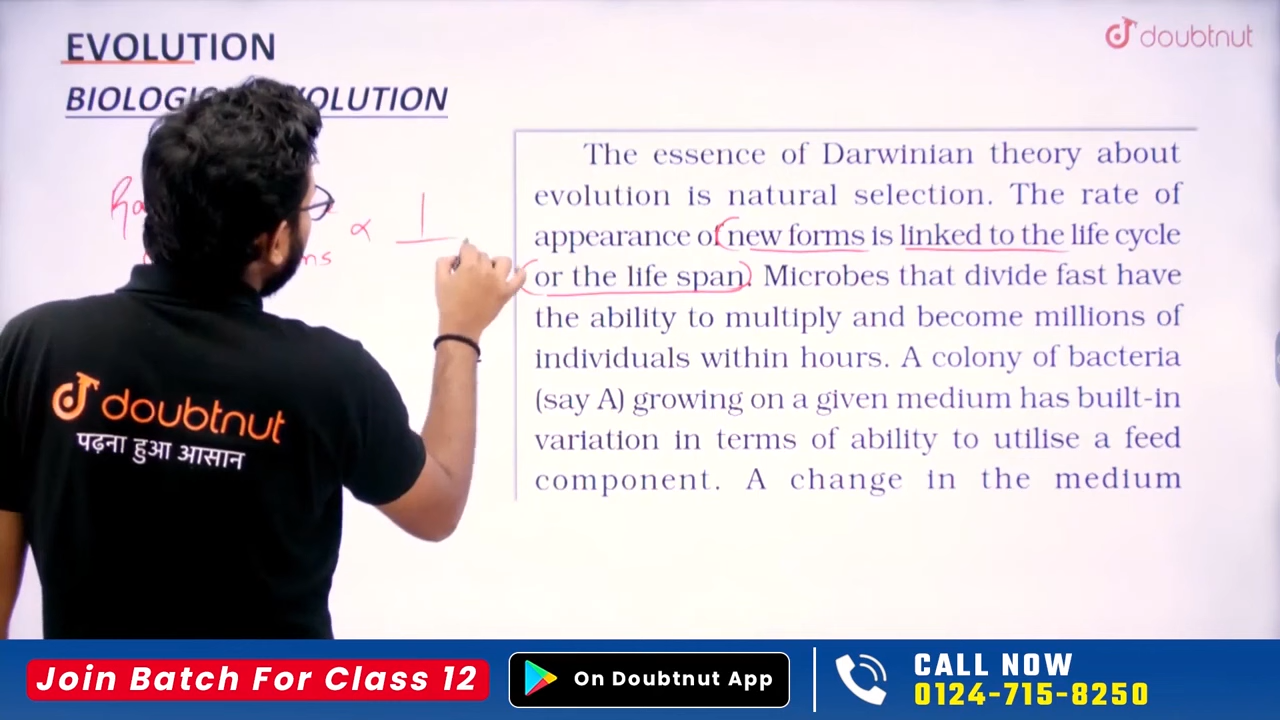 EVOLUTION
doubtnut
BIOLOGI OLUTION
The essence of Darwinian theory about
evolution is natural selection. The rate of
appearance of new forms is linked to the life cycle
or the life span. Microbes that divide fast have
the ability to multiply and become millions of
individuals within hours. A colony of bacteria
(say A) growing on a given medium has built-in
variation in terms of ability to utilise a feed
component. A change in the medium
∝ 1
doubtnut
पढ़ना हुआ आसान
Join Batch For Class 12
On Doubtnut App
CALL NOW
0124-715-8250